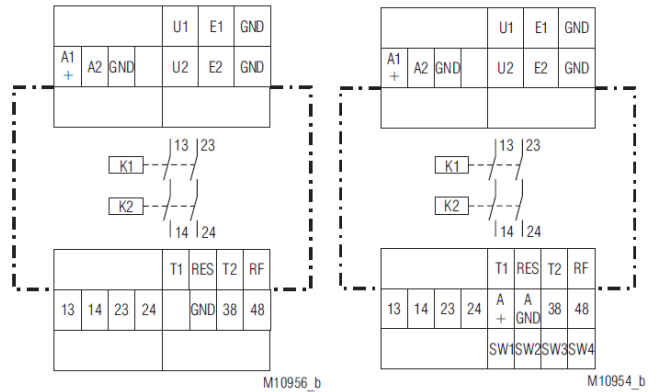 U1 E1 GND
A1 + A2 GND U2 E2 GND
13 23
K1
K2
14 24
T1 RES T2 RF
13 14 23 24 GND 38 48
M10956_b
U1 E1 GND
A1 + A2 GND U2 E2 GND
13 23
K1
K2
14 24
T1 RES T2 RF
13 14 23 24 A + A GND 38 48
SW1 SW2 SW3 SW4
M10954_b